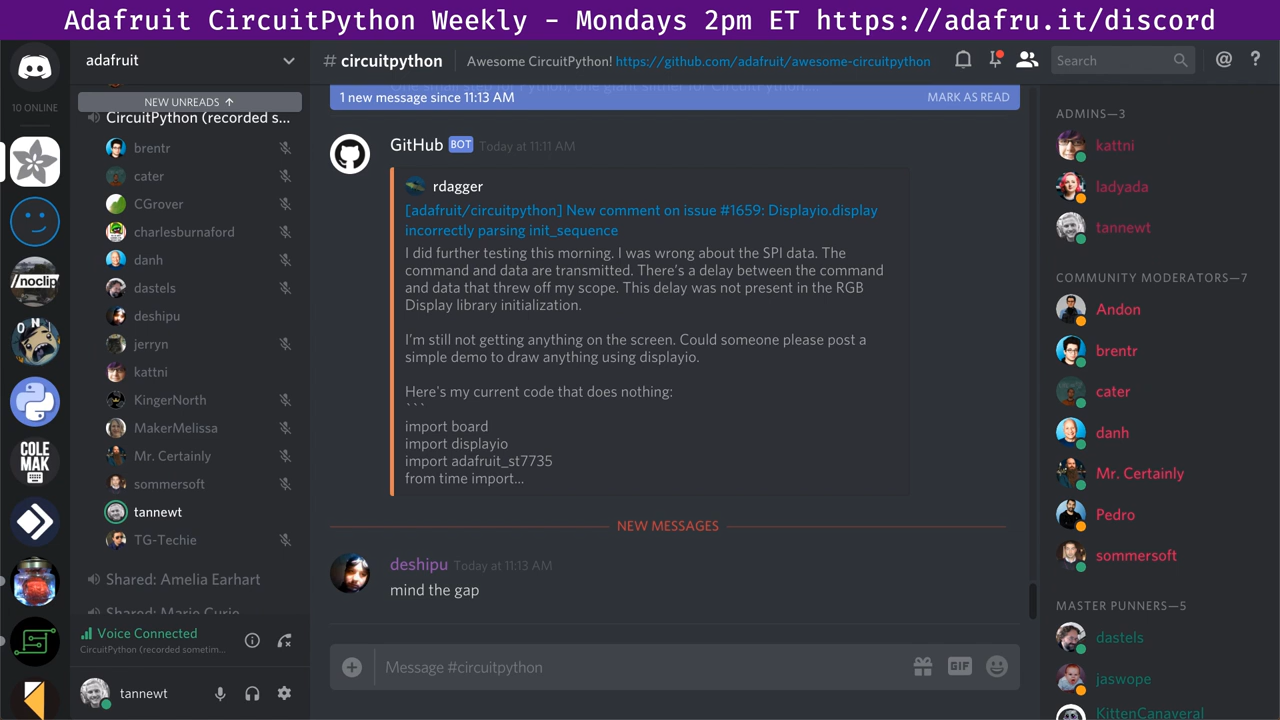 Adafruit CircuitPython Weekly - Mondays 2pm ET https://adafru.it/discord
10 ONLINE
/noclip
O N I
COLE
MAK
adafruit
NEW UNREADS ↑
CircuitPython (recorded s...
brentr
cater
CGrover
charlesburnaford
danh
dastels
deshipu
jerryn
kattni
KingerNorth
MakerMelissa
Mr. Certainly
sommersoft
tannewt
TG-Techie
Shared: Amelia Earhart
Shared: Marie Curie
Voice Connected
CircuitPython (recorded sometim...
tannewt
# circuitpython
Awesome CircuitPython! https://github.com/adafruit/awesome-circuitpython
Search
@ ?
1 new message since 11:13 AM
MARK AS READ
GitHub BOT Today at 11:11 AM
rdagger
[adafruit/circuitpython] New comment on issue #1659: Displayio.display
incorrectly parsing init_sequence
I did further testing this morning. I was wrong about the SPI data. The
command and data are transmitted. There's a delay between the command
and data that threw off my scope. This delay was not present in the RGB
Display library initialization.
I'm still not getting anything on the screen. Could someone please post a
simple demo to draw anything using displayio.
Here's my current code that does nothing:
```
import board
import displayio
import adafruit_st7735
from time import...
NEW MESSAGES
deshipu Today at 11:13 AM
mind the gap
Message #circuitpython
GIF
ADMINS—3
kattni
ladyada
tannewt
COMMUNITY MODERATORS—7
Andon
brentr
cater
danh
Mr. Certainly
Pedro
sommersoft
MASTER PUNNERS—5
dastels
jaswope
KittenCanaveral